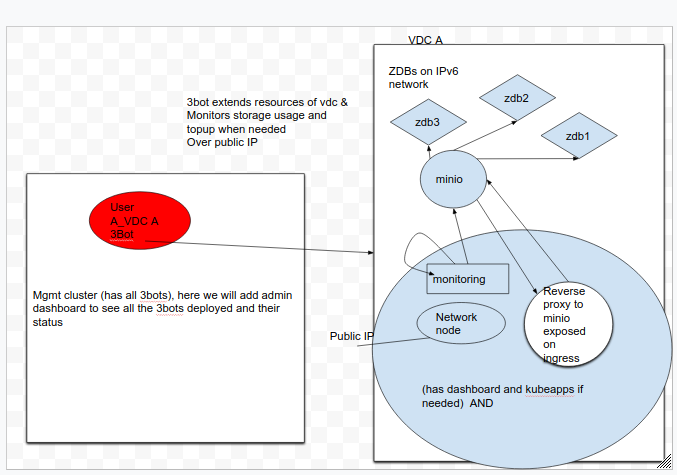 VDC A
ZDBs on IPv6
network
zdb2
zdb3
zdb1
3bot extends resources of vdc &
Monitors storage usage and
topup when needed
Over public IP
minio
User
A_VDC A
3Bot
monitoring
Mgmt cluster (has all 3bots), here we will add admin
dashboard to see all the 3bots deployed and their
status
Reverse
proxy to
minio
exposed
on
ingress
Network
node
Public IP
(has dashboard and kubeapps if
needed) AND